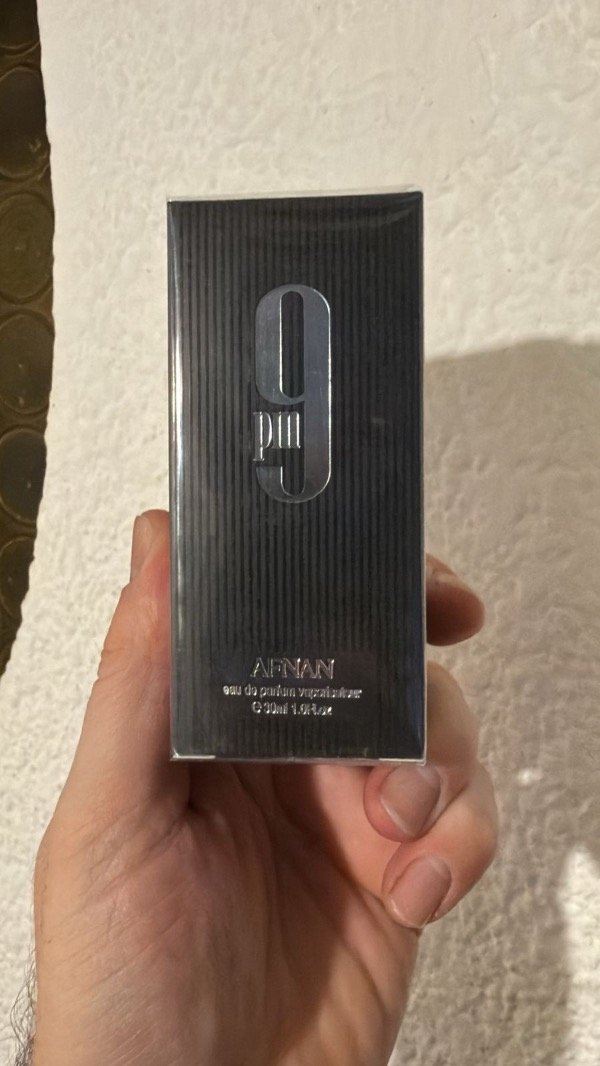 9
pm
AFNAN
eau de parfum vaporisateur
℮ 30ml 1.0Fl.oz